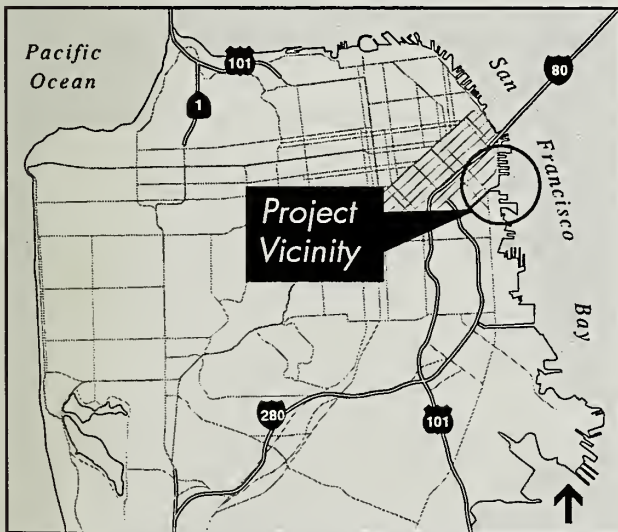 Pacific
Ocean
101
1
80
San
Francisco
Bay
Project
Vicinity
280
101